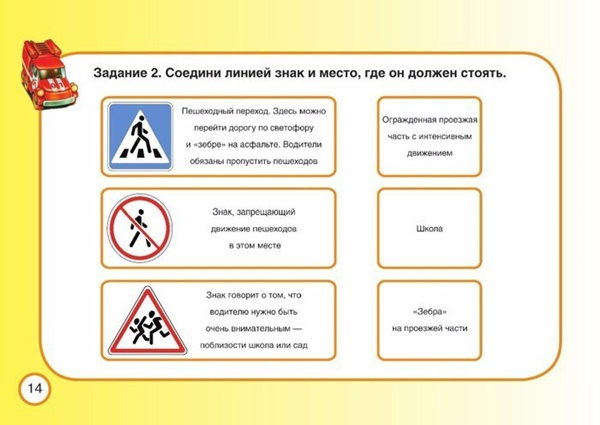 Задание 2. Соедини линией знак и место, где он должен стоять.
Пешеходный переход. Здесь можно
перейти дорогу по светофору
и «зебре» на асфальте. Водители
обязаны пропустить пешеходов
Огражденная проезжая
часть с интенсивным
движением
Знак, запрещающий
движение пешеходов
в этом месте
Школа
Знак говорит о том, что
водителю нужно быть
очень внимательным —
поблизости школа или сад
«Зебра»
на проезжей части
14